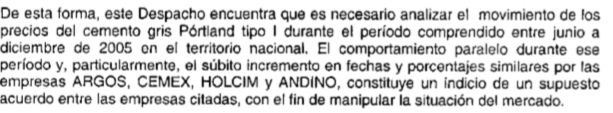 De esta forma, este Despacho encuentra que es necesario analizar el movimiento de los
precios del cemento gris Pórtland tipo I durante el período comprendido entre junio a
diciembre de 2005 en el territorio nacional. El comportamiento paralelo durante ese
período y, particularmente, el súbito incremento en fechas y porcentajes similares por las
empresas ARGOS, CEMEX, HOLCIM y ANDINO, constituye un indicio de un supuesto
acuerdo entre las empresas citadas, con el fin de manipular la situación del mercado.